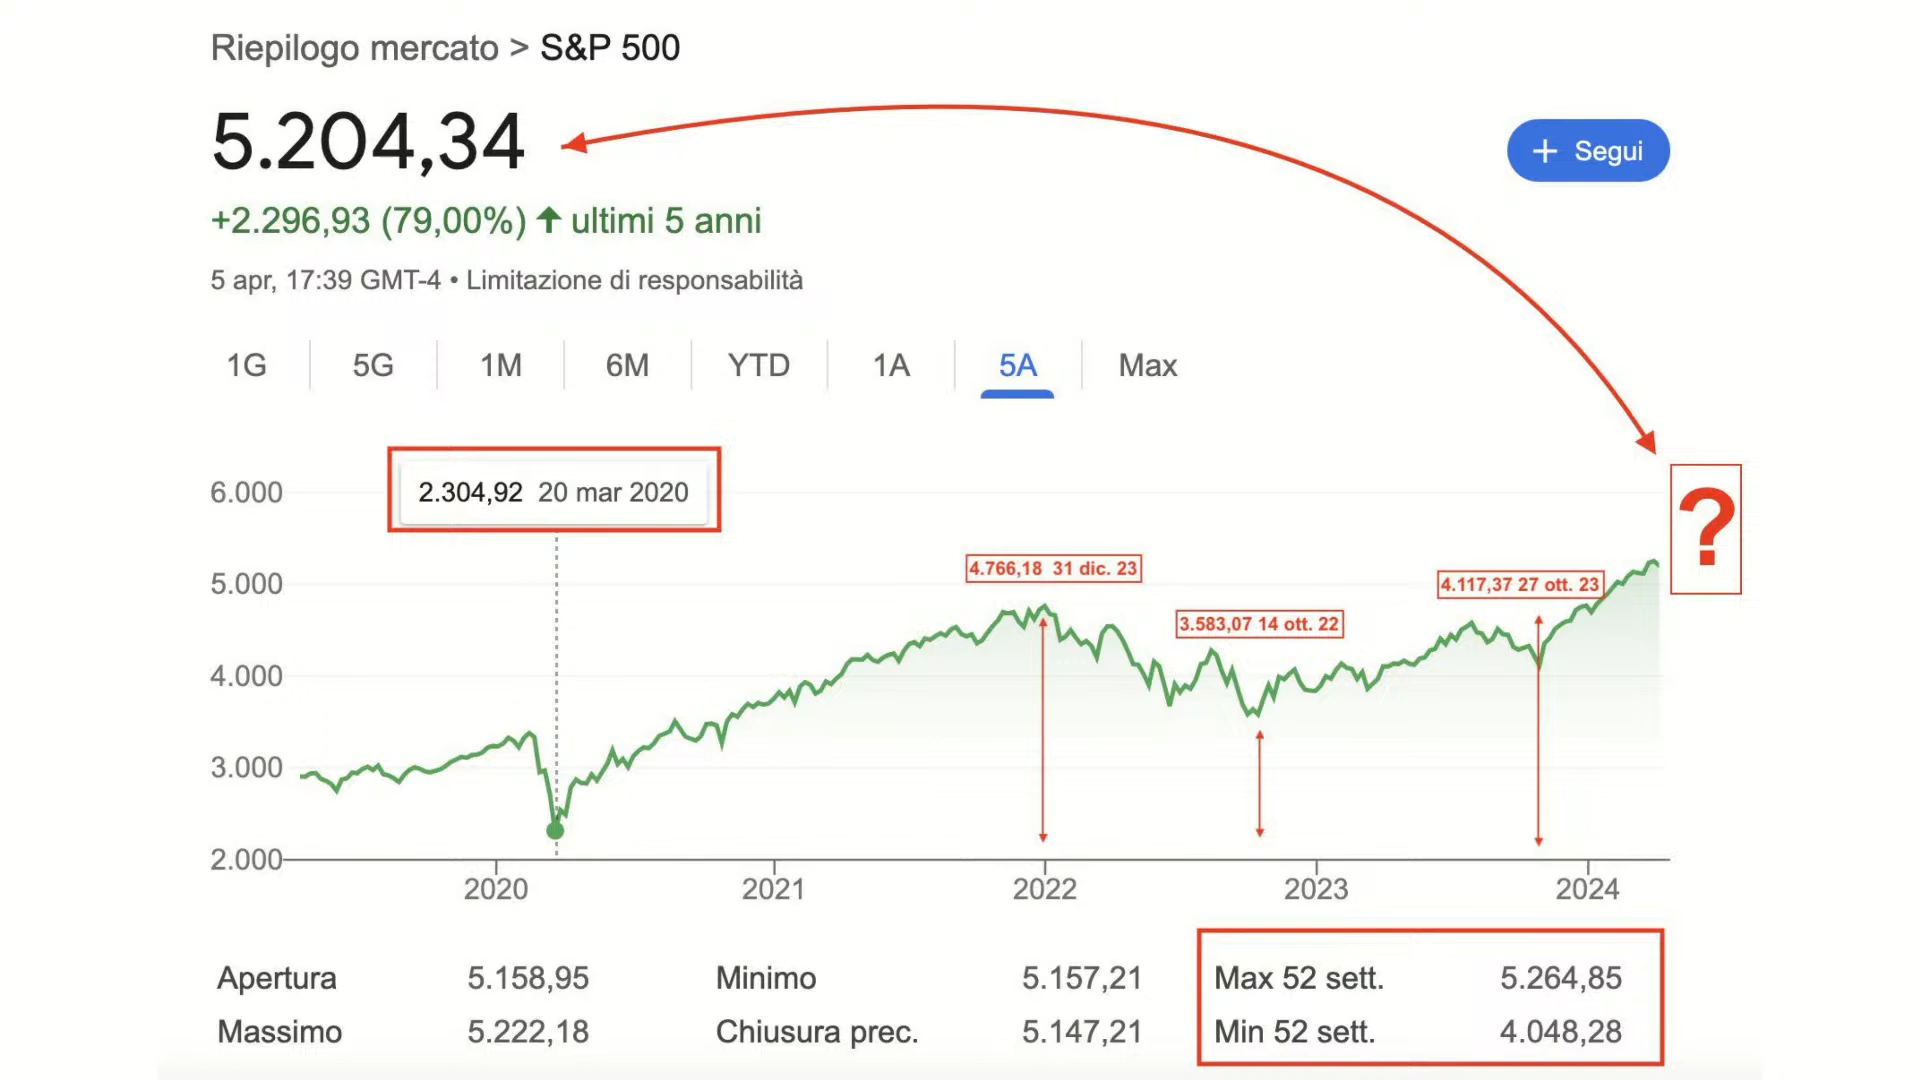 Riepilogo mercato > S&P 500
5.204,34
+ Segui
+2.296,93 (79,00%) ↑ ultimi 5 anni
5 apr, 17:39 GMT-4 • Limitazione di responsabilità
1G 5G 1M 6M YTD 1A 5A Max
2.304,92 20 mar 2020
?
4.766,18 31 dic. 23
3.583,07 14 ott. 22
4.117,37 27 ott. 23
6.000
5.000
4.000
3.000
2.000
2020 2021 2022 2023 2024
Apertura 5.158,95 Minimo 5.157,21 Max 52 sett. 5.264,85
Massimo 5.222,18 Chiusura prec. 5.147,21 Min 52 sett. 4.048,28